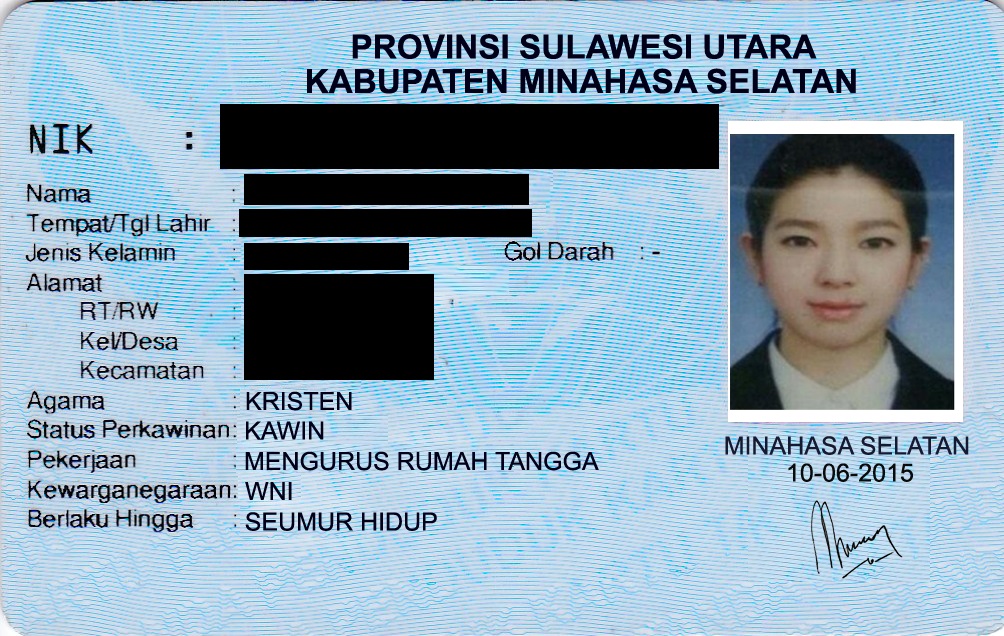 PROVINSI SULAWESI UTARA
KABUPATEN MINAHASA SELATAN
NIK :
Nama :
Tempat/Tgl Lahir :
Jenis Kelamin Gol Darah : -
Alamat :
RT/RW :
Kel/Desa :
Kecamatan :
Agama : KRISTEN
Status Perkawinan: KAWIN
Pekerjaan : MENGURUS RUMAH TANGGA
Kewarganegaraan: WNI
Berlaku Hingga : SEUMUR HIDUP
MINAHASA SELATAN
10-06-2015